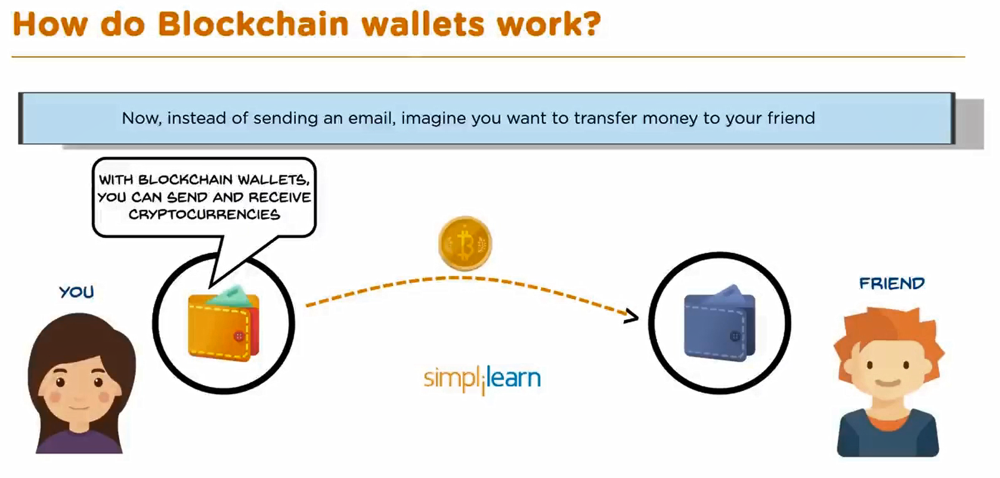 How do Blockchain wallets work?
Now, instead of sending an email, imagine you want to transfer money to your friend
WITH BLOCKCHAIN WALLETS,
YOU CAN SEND AND RECEIVE
CRYPTOCURRENCIES
YOU
FRIEND
simplilearn